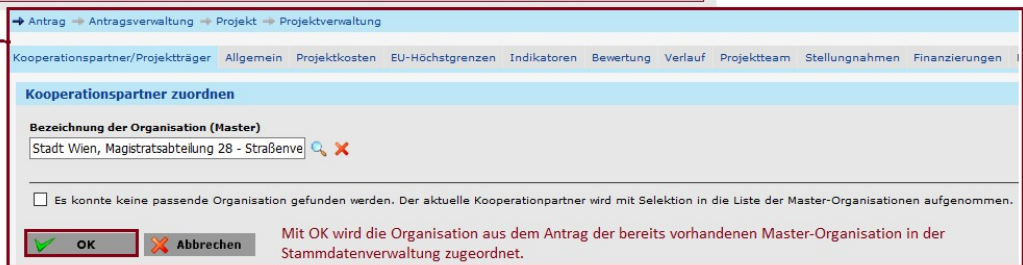 Antrag Antragsverwaltung Projekt Projektverwaltung
Kooperationspartner/Projektträger Allgemein Projektkosten EU-Höchstgrenzen Indikatoren Bewertung Verlauf Projektteam Stellungnahmen Finanzierungen
Kooperationspartner zuordnen
Bezeichnung der Organisation (Master)
Stadt Wien, Magistratsabteilung 28 - Straßenve
Es konnte keine passende Organisation gefunden werden. Der aktuelle Kooperationpartner wird mit Selektion in die Liste der Master-Organisationen aufgenommen.
OK Abbrechen
Mit OK wird die Organisation aus dem Antrag der bereits vorhandenen Master-Organisation in der
Stammdatenverwaltung zugeordnet.